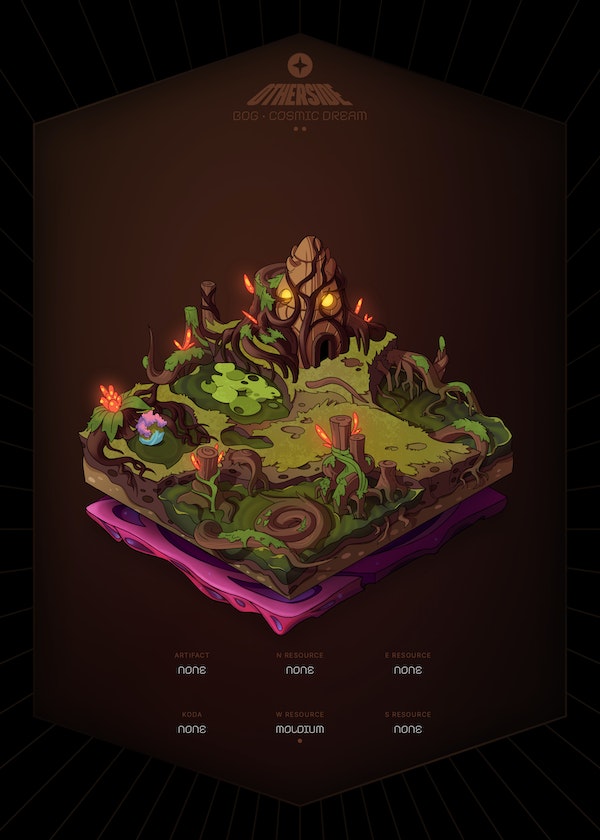 OTHERSIDE
BOG · COSMIC DREAM
ARTIFACT
NONE
N RESOURCE
NONE
E RESOURCE
NONE
KODA
NONE
W RESOURCE
MOLDIUM
S RESOURCE
NONE